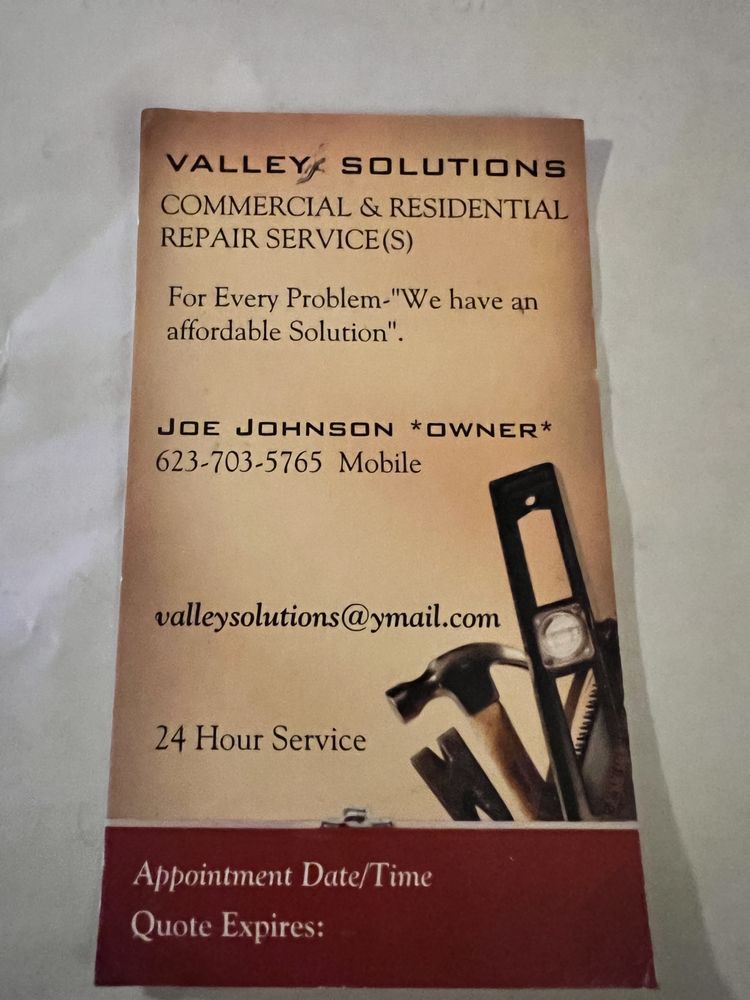 VALLEY SOLUTIONS
COMMERCIAL & RESIDENTIAL
REPAIR SERVICE(S)
For Every Problem-"We have an
affordable Solution".
JOE JOHNSON *OWNER*
623-703-5765 Mobile
valleysolutions@ymail.com
24 Hour Service
Appointment Date/Time
Quote Expires: